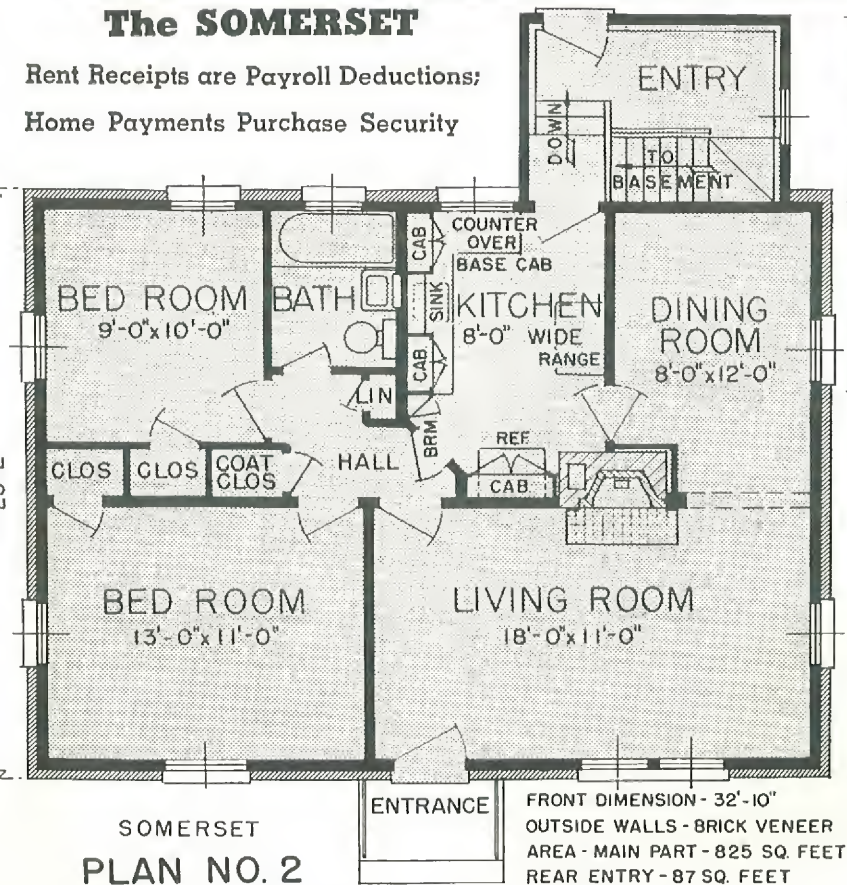 The SOMERSET
Rent Receipts are Payroll Deductions;
Home Payments Purchase Security
ENTRY
DOWN
TO
BASEMENT
BED ROOM
9'-0"x10'-0"
BATH
CAB
COUNTER
OVER
BASE CAB
SINK
KITCHEN
8'-0" WIDE
RANGE
CAB
DINING
ROOM
8'-0"x12'-0"
LIN
BRM
REF.
CAB.
HALL
CLOS
CLOS
COAT
CLOS
BED ROOM
13'-0"x11'-0"
LIVING ROOM
18'-0"x11'-0"
ENTRANCE
SOMERSET
PLAN NO. 2
FRONT DIMENSION - 32'-10"
OUTSIDE WALLS - BRICK VENEER
AREA - MAIN PART - 825 SQ. FEET
REAR ENTRY - 87 SQ. FEET